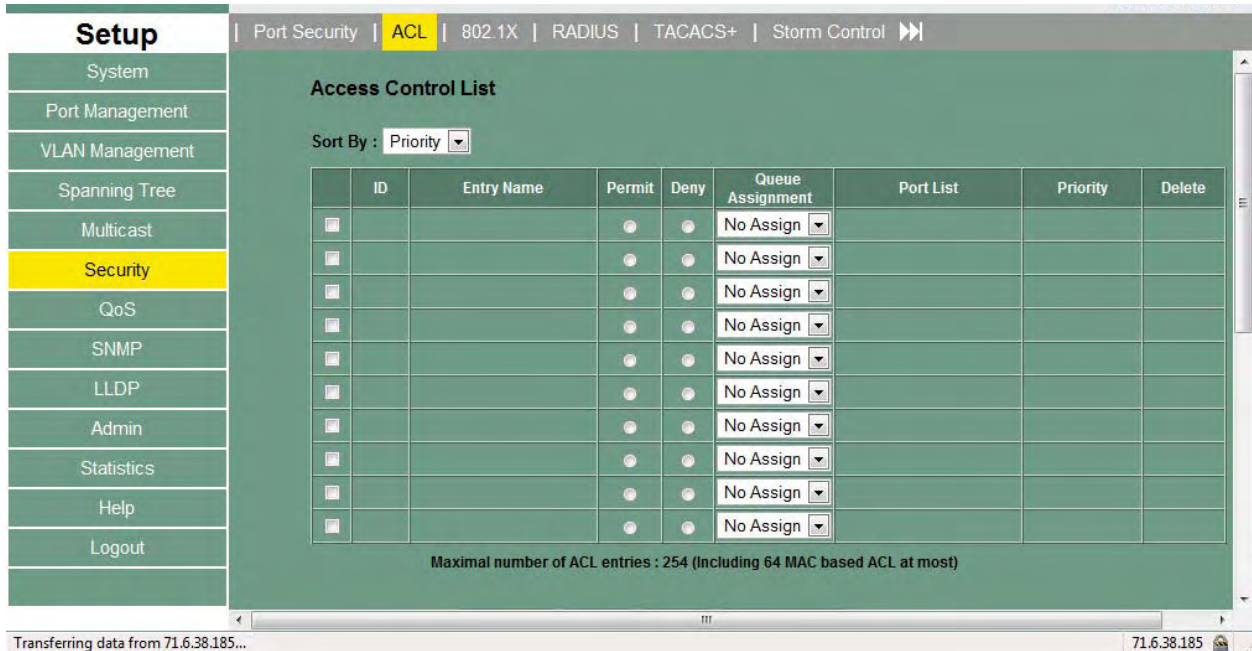 Setup
| Port Security | ACL | 802.1X | RADIUS | TACACS+ | Storm Control
System
Port Management
VLAN Management
Spanning Tree
Multicast
Security
QoS
SNMP
LLDP
Admin
Statistics
Help
Logout
Access Control List
Sort By : Priority
ID Entry Name Permit Deny Queue Assignment Port List Priority Delete
No Assign
No Assign
No Assign
No Assign
No Assign
No Assign
No Assign
No Assign
No Assign
No Assign
Maximal number of ACL entries : 254 (Including 64 MAC based ACL at most)
Transferring data from 71.6.38.185... 71.6.38.185